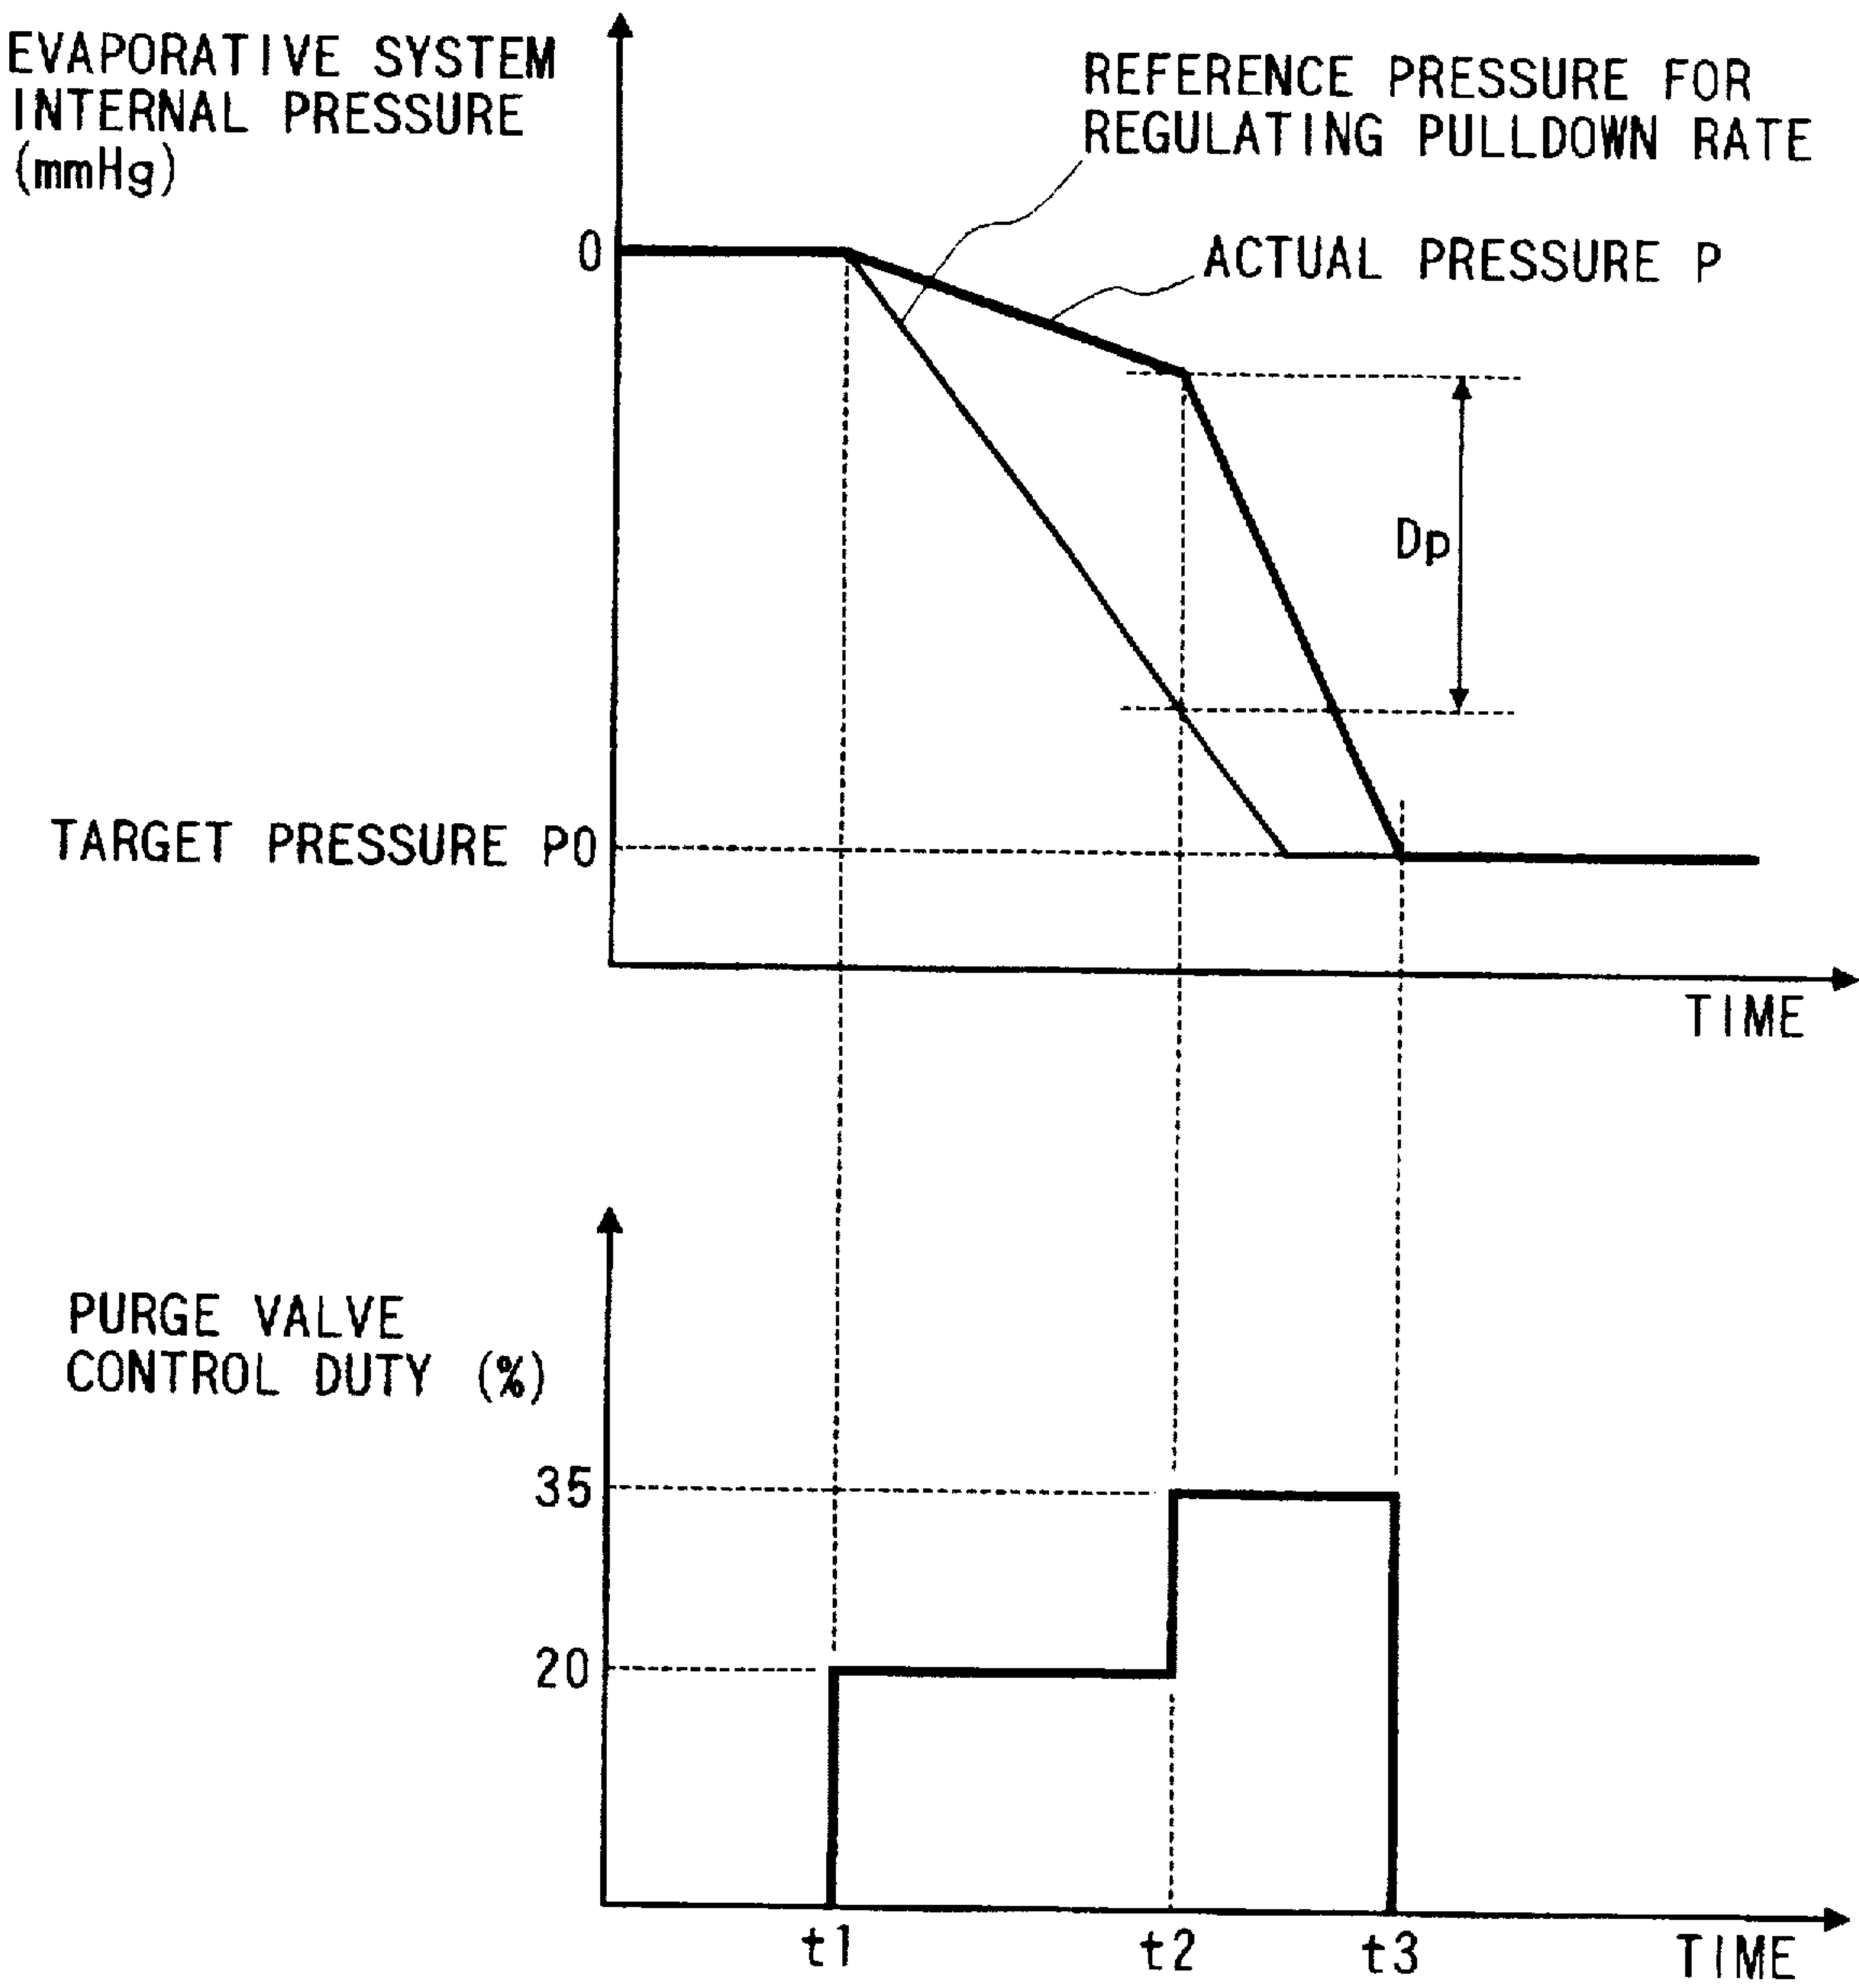 EVAPORATIVE SYSTEM
INTERNAL PRESSURE
(mmHg)
REFERENCE PRESSURE FOR
REGULATING PULLDOWN RATE
0
ACTUAL PRESSURE P
Dp
TARGET PRESSURE P0
TIME
PURGE VALVE
CONTROL DUTY (%)
35
20
t1
t2
t3
TIME